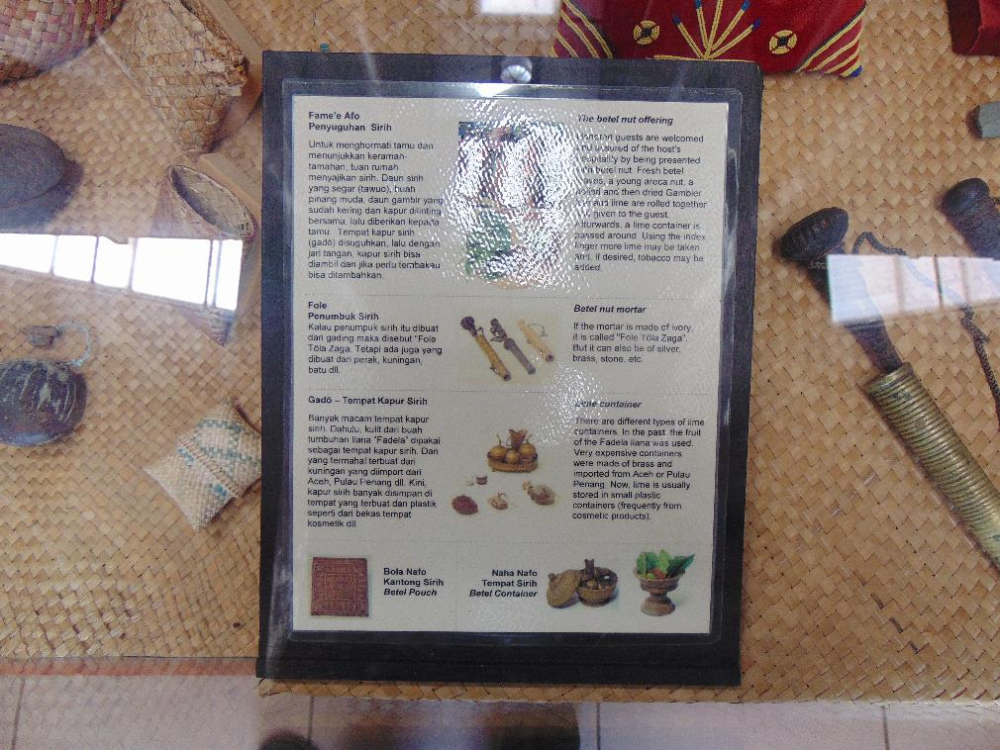 Fame'e Afo
Penyuguhan Sirih
Untuk menghormati tamu dan
menunjukkan keramah-
tamahan, tuan rumah
menyajikan sirih. Daun sirih
yang segar (tawuo), buah
pinang muda, daun gambir yang
sudah kering dan kapur dilinting
bersama, lalu diberikan kepada
tamu. Tempat kapur sirih
(gadö) disuguhkan, lalu dengan
jari tangan, kapur sirih bisa
diambil dan jika perlu tembakau
bisa ditambahkan.
The betel nut offering
guests are welcomed
of the host's
by being presented
betel nut. Fresh betel
a young areca nut, a
and then dried Gambier
and lime are rolled together
given to the guest.
Afterwards, a lime container is
passed around. Using the index
finger more lime may be taken
and, if desired, tobacco may be
added.
Fole
Penumbuk Sirih
Kalau penumpuk sirih itu dibuat
dari gading maka disebut "Fole
Töla Zaga. Tetapi ada juga yang
dibuat dari perak, kuningan,
batu dll.
Betel nut mortar
If the mortar is made of ivory,
it is called "Fole Töla Zaga".
But it can also be of silver,
brass, stone, etc.
Gadö – Tempat Kapur Sirih
Banyak macam tempat kapur
sirih. Dahulu, kulit dari buah
tumbuhan liana "Fadela" dipakai
sebagai tempat kapur sirih. Dan
yang termahal terbuat dari
kuningan yang diimport dari
Aceh, Pulau Penang dll. Kini,
kapur sirih banyak disimpan di
tempat yang terbuat dari plastik
seperti dari bekas tempat
kosmetik dll.
Lime container
There are different types of lime
containers. In the past, the fruit
of the Fadela liana was used.
Very expensive containers
were made of brass and
imported from Aceh or Pulau
Penang. Now, lime is usually
stored in small plastic
containers (frequently from
cosmetic products).
Bola Nafo
Kantong Sirih
Betel Pouch
Naha Nafo
Tempat Sirih
Betel Container